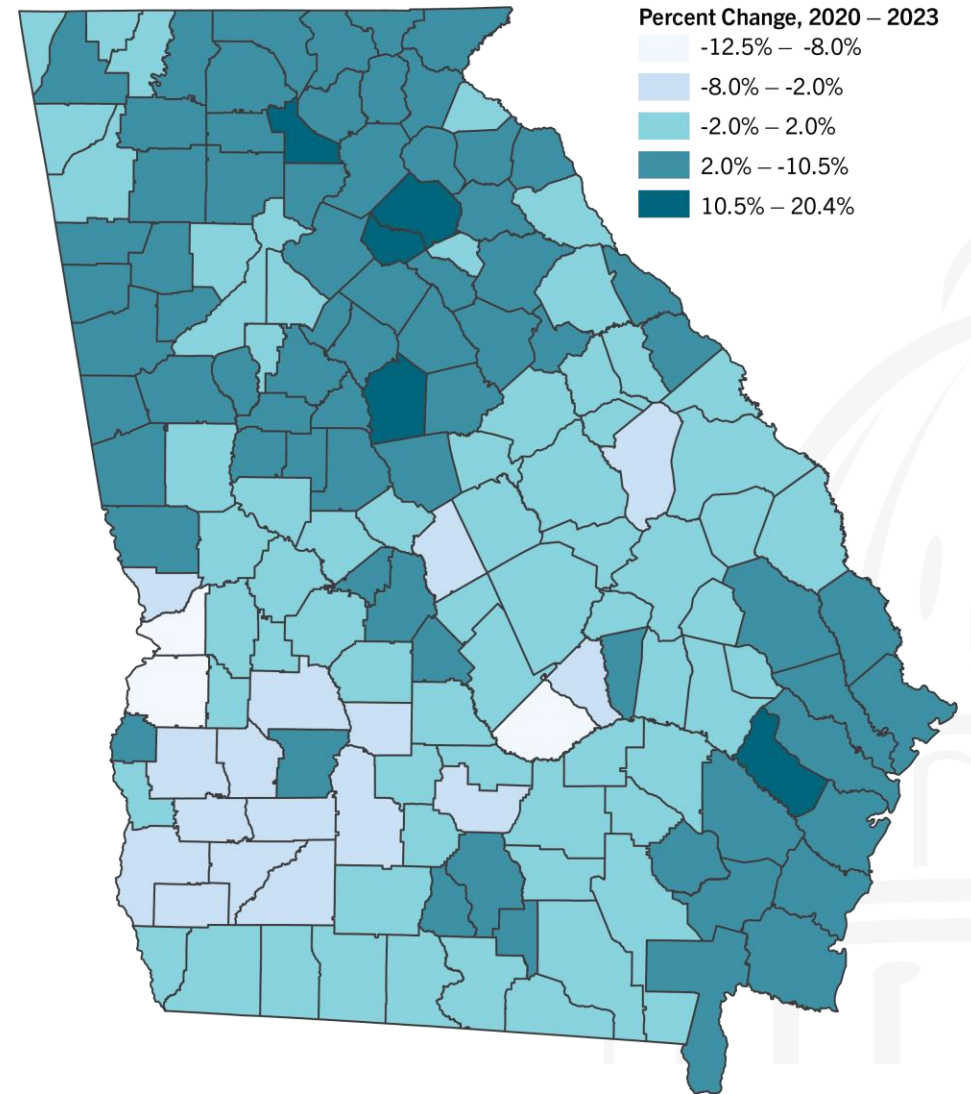 Percent Change, 2020 – 2023
-12.5% – -8.0%
-8.0% – -2.0%
-2.0% – 2.0%
2.0% – -10.5%
10.5% – 20.4%